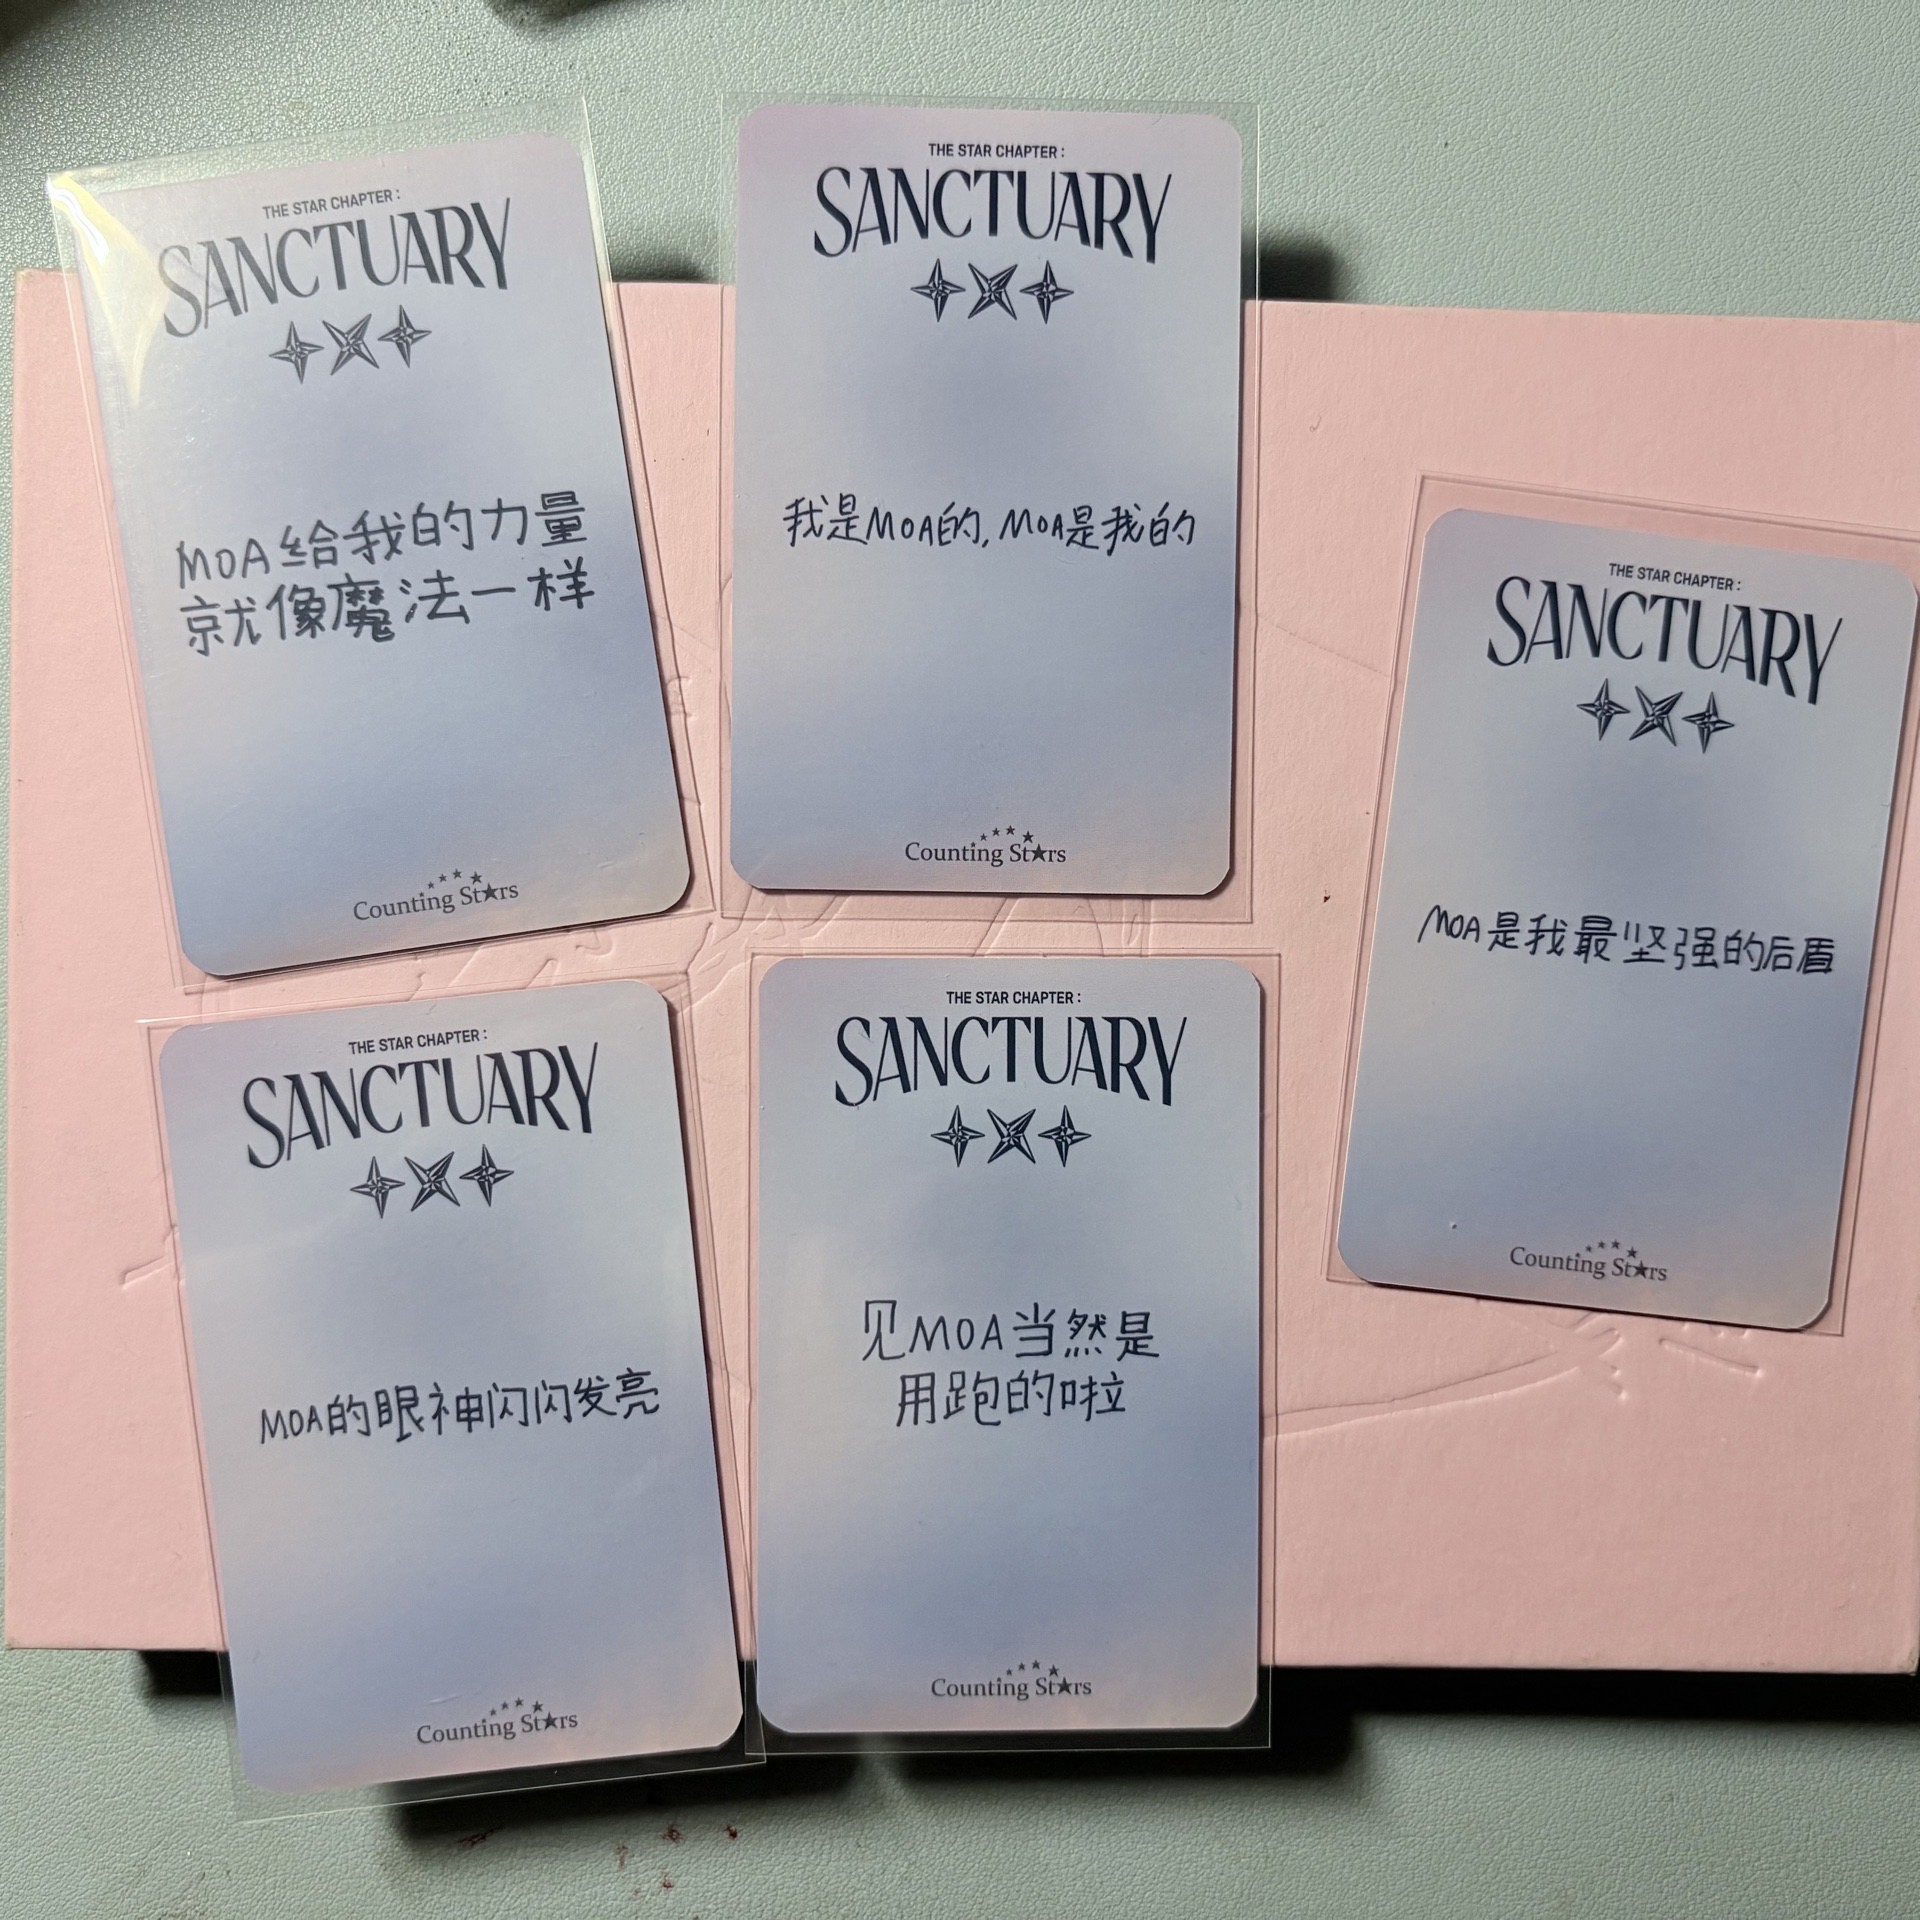 THE STAR CHAPTER :
SANCTUARY
MOA给我的力量
就像魔法一样
Counting Stars
THE STAR CHAPTER :
SANCTUARY
我是MOA的,MOA是我的
Counting Stars
THE STAR CHAPTER :
SANCTUARY
MOA是我最坚强的后盾
Counting Stars
THE STAR CHAPTER :
SANCTUARY
MOA的眼神闪闪发亮
Counting Stars
THE STAR CHAPTER :
SANCTUARY
见MOA当然是
用跑的啦
Counting Stars